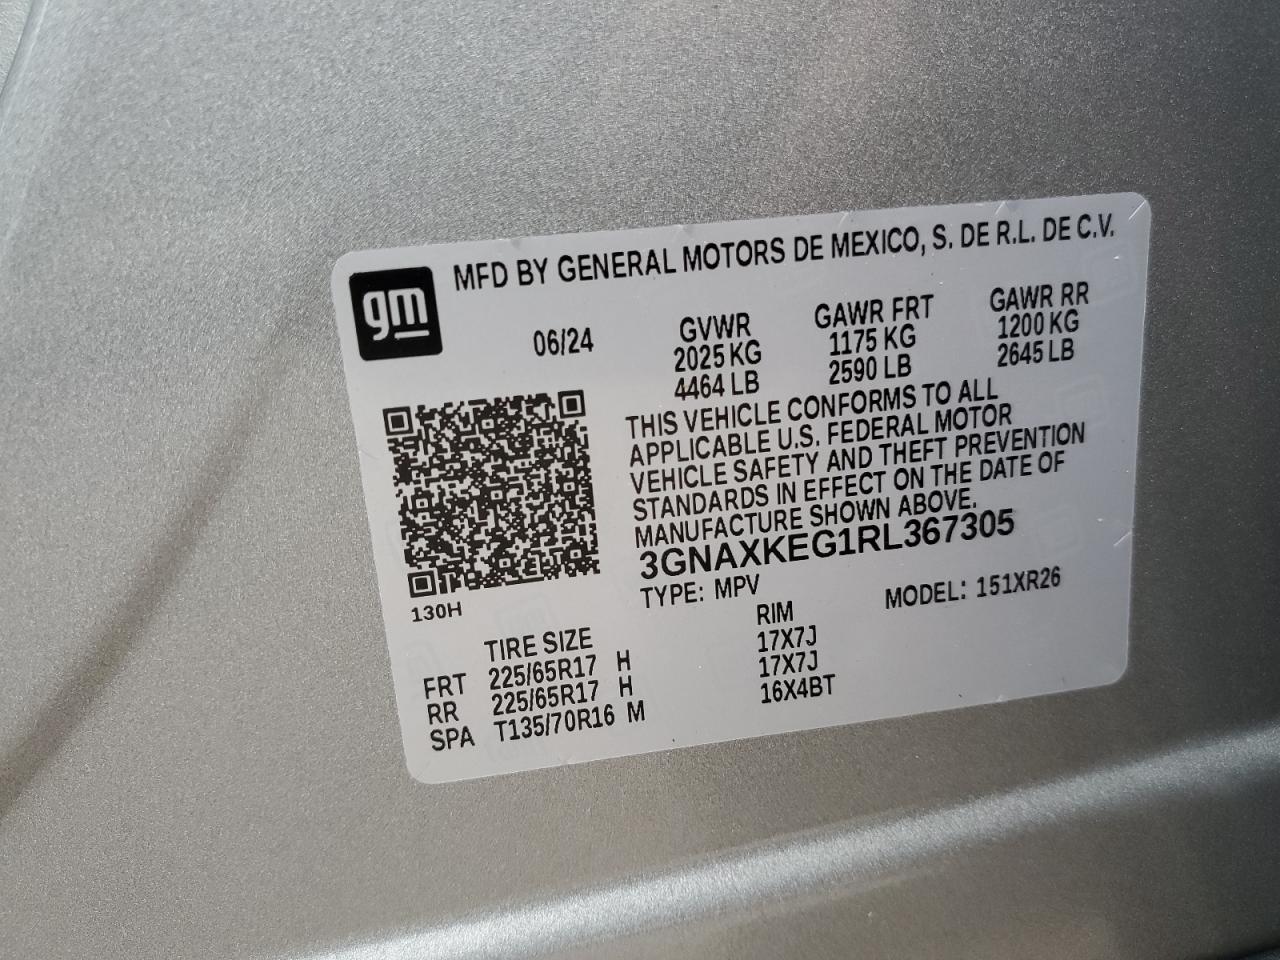 gm
MFD BY GENERAL MOTORS DE MEXICO, S. DE R.L. DE C.V.
06/24 GVWR GAWR FRT GAWR RR
2025 KG 1175 KG 1200 KG
4464 LB 2590 LB 2645 LB
THIS VEHICLE CONFORMS TO ALL
APPLICABLE U.S. FEDERAL MOTOR
VEHICLE SAFETY AND THEFT PREVENTION
STANDARDS IN EFFECT ON THE DATE OF
MANUFACTURE SHOWN ABOVE.
3GNAXKEG1RL367305
TYPE: MPV MODEL: 151XR26
130H
TIRE SIZE RIM
FRT 225/65R17 H 17X7J
RR 225/65R17 H 17X7J
SPA T135/70R16 M 16X4BT